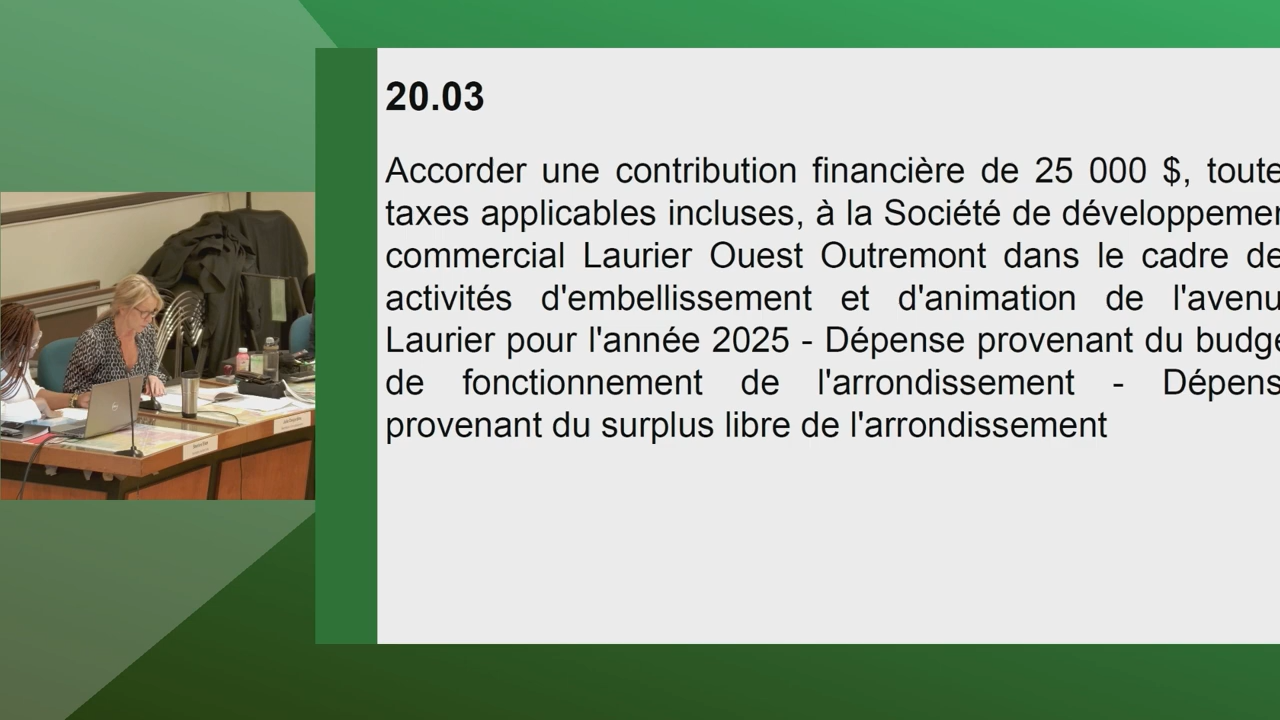 20.03
Accorder une contribution financière de 25 000 $, toute
taxes applicables incluses, à la Société de développemen
commercial Laurier Ouest Outremont dans le cadre de
activités d'embellissement et d'animation de l'avenu
Laurier pour l'année 2025 - Dépense provenant du budge
de fonctionnement de l'arrondissement - Dépens
provenant du surplus libre de l'arrondissement